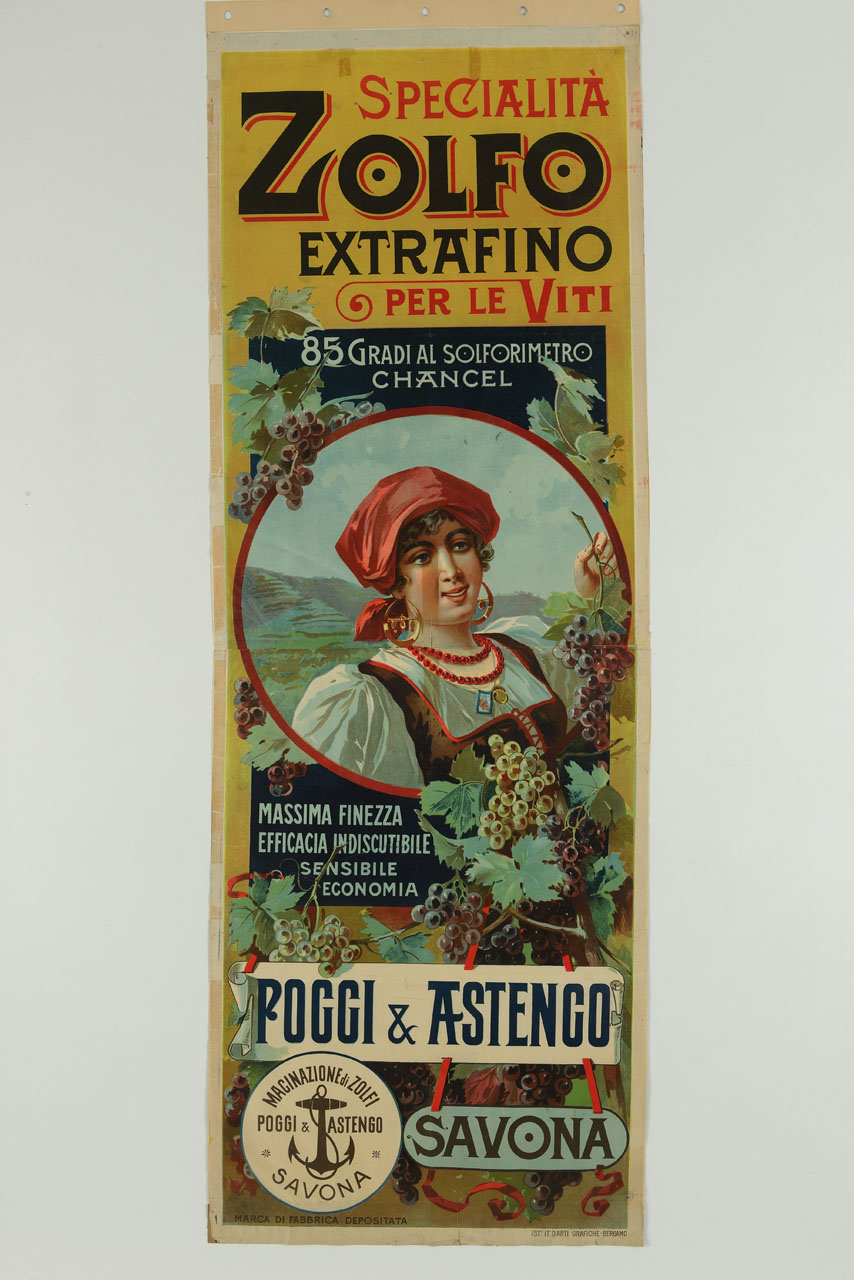 SPECIALITÀ
ZOLFO
EXTRAFINO
PER LE VITI
85 GRADI AL SOLFORIMETRO
CHANCEL
MASSIMA FINEZZA
EFFICACIA INDISCUTIBILE
SENSIBILE
ECONOMIA
POGGI & ASTENGO
MACINAZIONE di ZOLFI
POGGI & ASTENGO
SAVONA
SAVONA
MARCA DI FABBRICA DEPOSITATA
IST. IT. D'ARTI GRAFICHE-BERGAMO